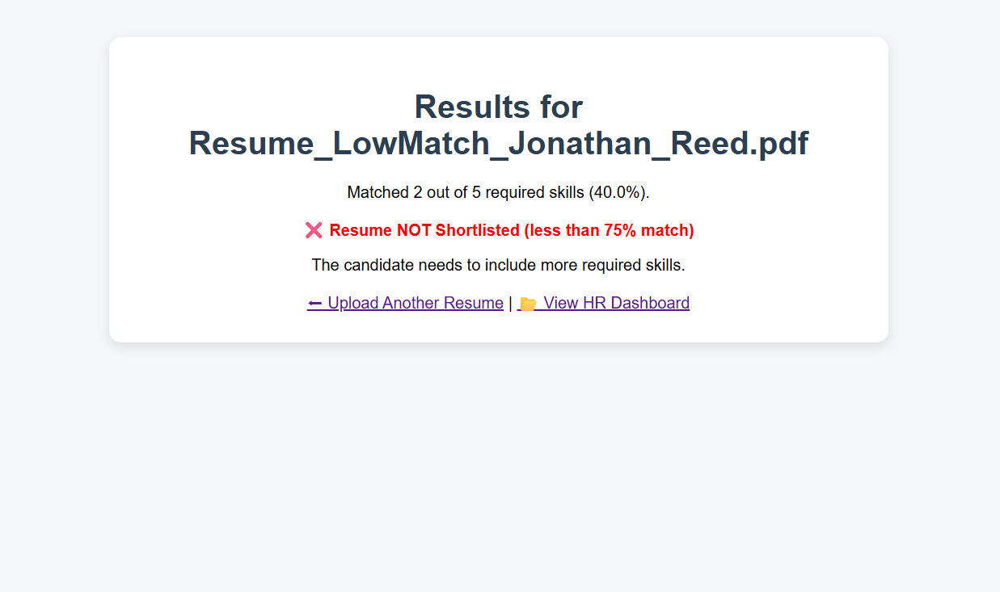 Results for
Resume_LowMatch_Jonathan_Reed.pdf
Matched 2 out of 5 required skills (40.0%).
❌ Resume NOT Shortlisted (less than 75% match)
The candidate needs to include more required skills.
⬅ Upload Another Resume | 📂 View HR Dashboard